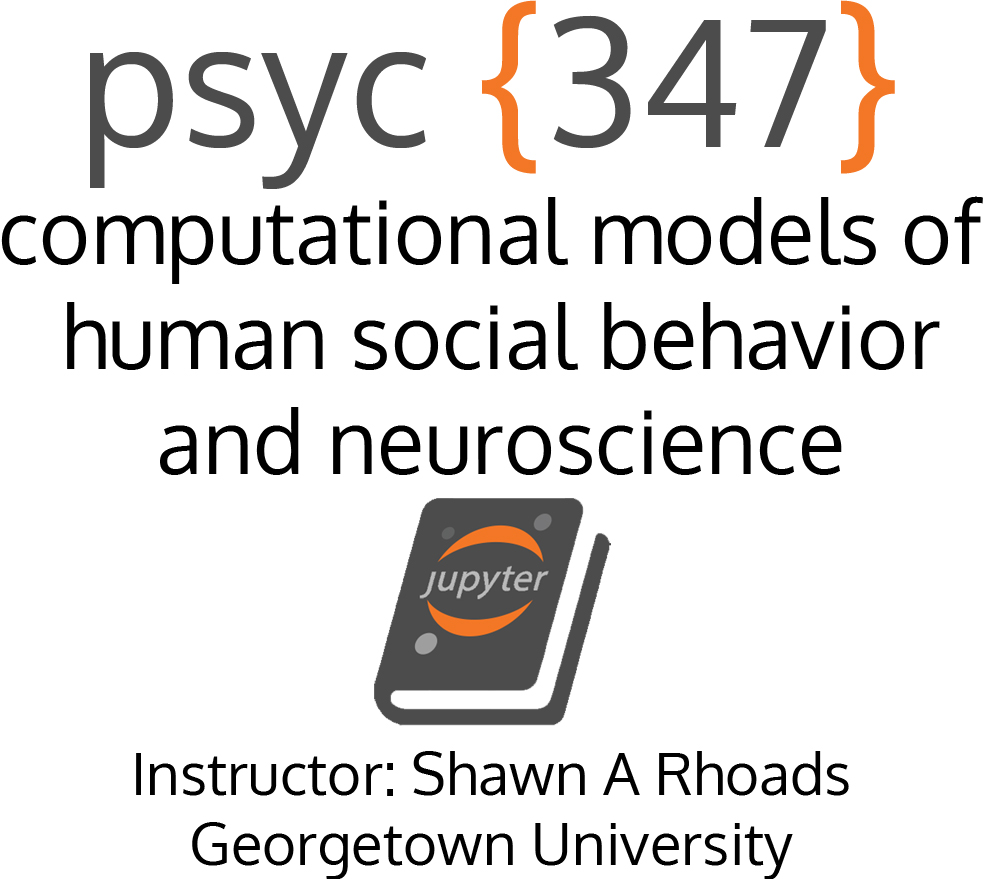 psyc {347}
computational models of
human social behavior
and neuroscience
jupyter
Instructor: Shawn A Rhoads
Georgetown University